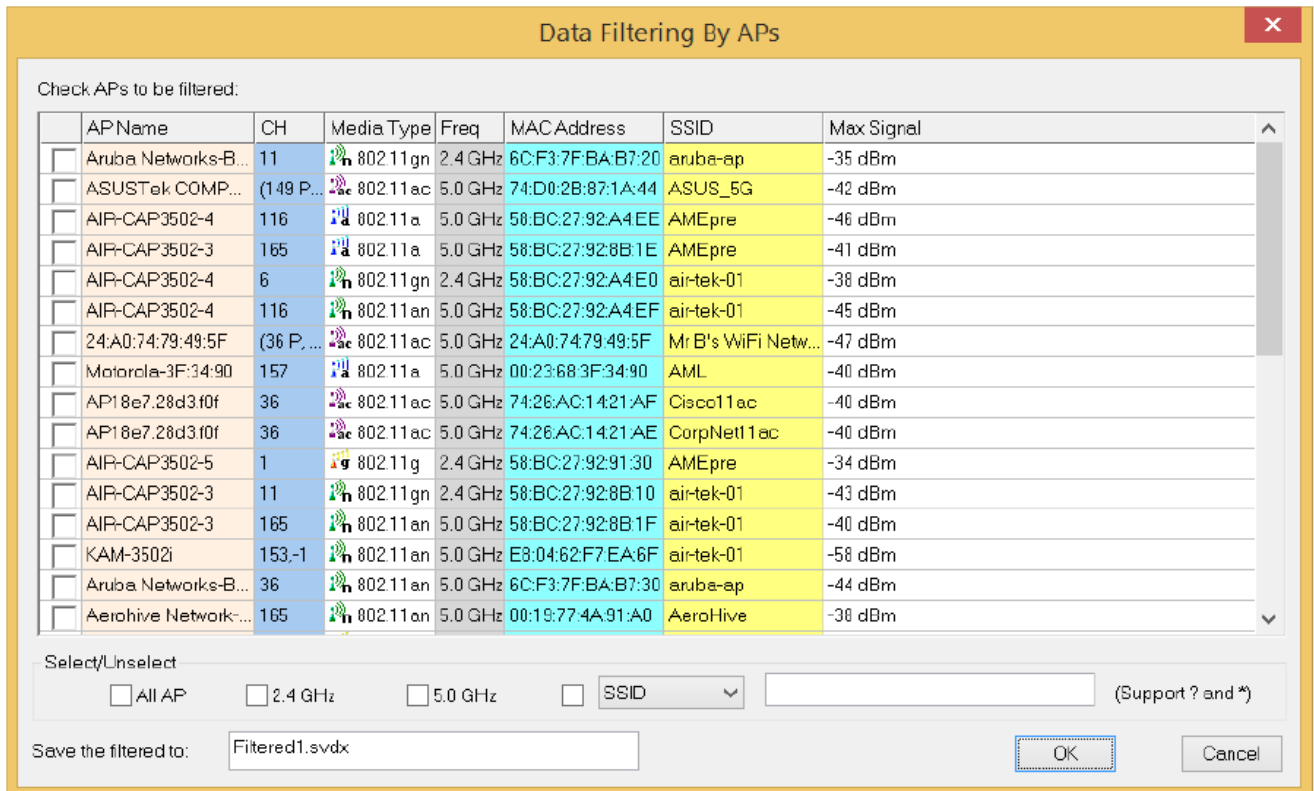 Data Filtering By APs
Check APs to be filtered:
AP Name CH Media Type Freq MAC Address SSID Max Signal
Aruba Networks-B... 11 802.11gn 2.4 GHz 6C:F3:7F:BA:B7:20 aruba-ap -35 dBm
ASUSTek COMP... (149 P... 802.11ac 5.0 GHz 74:D0:2B:87:1A:44 ASUS_5G -42 dBm
AIR-CAP3502-4 116 802.11a 5.0 GHz 58:BC:27:92:A4:EE AMEpre -46 dBm
AIR-CAP3502-3 165 802.11a 5.0 GHz 58:BC:27:92:8B:1E AMEpre -41 dBm
AIR-CAP3502-4 6 802.11gn 2.4 GHz 58:BC:27:92:A4:E0 air-tek-01 -38 dBm
AIR-CAP3502-4 116 802.11an 5.0 GHz 58:BC:27:92:A4:EF air-tek-01 -45 dBm
24:A0:74:79:49:5F (36 P, ... 802.11ac 5.0 GHz 24:A0:74:79:49:5F Mr B's WiFi Netw... -47 dBm
Motorola-3F:34:90 157 802.11a 5.0 GHz 00:23:68:3F:34:90 AML -40 dBm
AP18e7.28d3.f0f 36 802.11ac 5.0 GHz 74:26:AC:14:21:AF Cisco11ac -40 dBm
AP18e7.28d3.f0f 36 802.11ac 5.0 GHz 74:26:AC:14:21:AE CorpNet11ac -40 dBm
AIR-CAP3502-5 1 802.11g 2.4 GHz 58:BC:27:92:91:30 AMEpre -34 dBm
AIR-CAP3502-3 11 802.11gn 2.4 GHz 58:BC:27:92:8B:10 air-tek-01 -43 dBm
AIR-CAP3502-3 165 802.11an 5.0 GHz 58:BC:27:92:8B:1F air-tek-01 -40 dBm
KAM-3502i 153,-1 802.11an 5.0 GHz E8:04:62:F7:EA:6F air-tek-01 -58 dBm
Aruba Networks-B... 36 802.11an 5.0 GHz 6C:F3:7F:BA:B7:30 aruba-ap -44 dBm
Aerohive Network-... 165 802.11an 5.0 GHz 00:19:77:4A:91:A0 AeroHive -38 dBm
Select/Unselect
All AP 2.4 GHz 5.0 GHz SSID (Support ? and *)
Save the filtered to: Filtered1.svdx OK Cancel